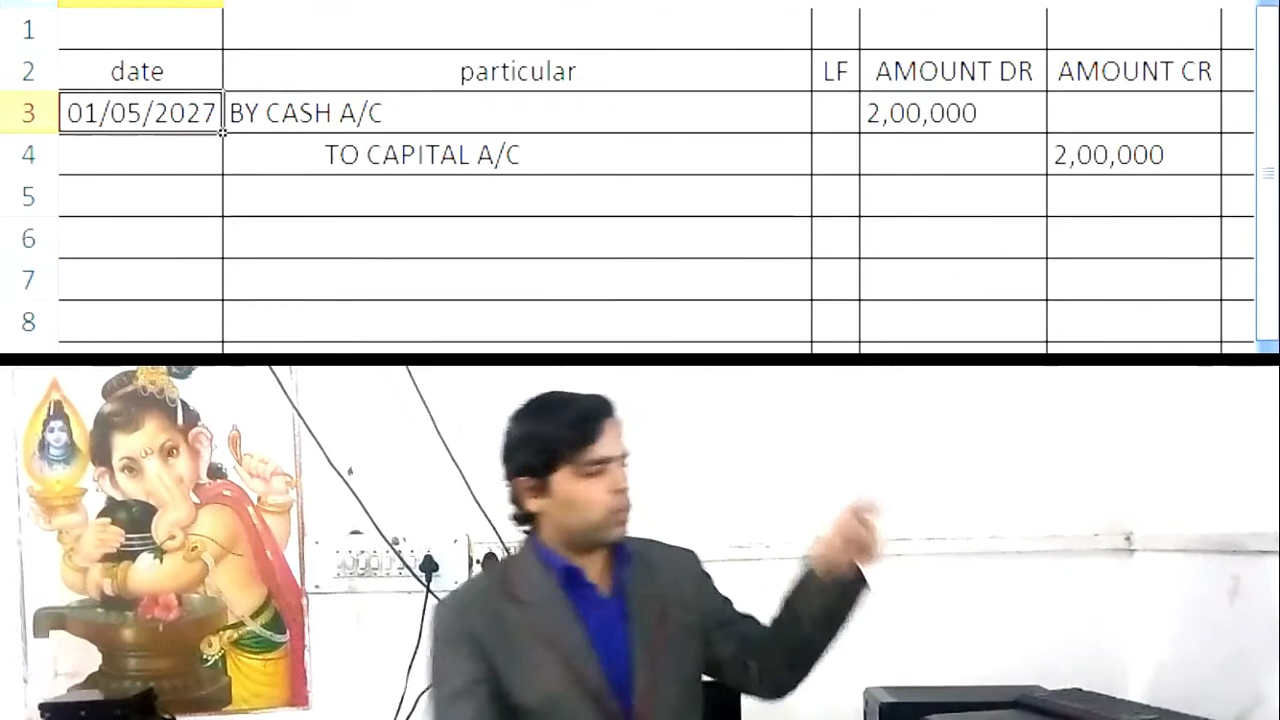 1
2 date particular LF AMOUNT DR AMOUNT CR
3 01/05/2027 BY CASH A/C 2,00,000
4 TO CAPITAL A/C 2,00,000
5
6
7
8